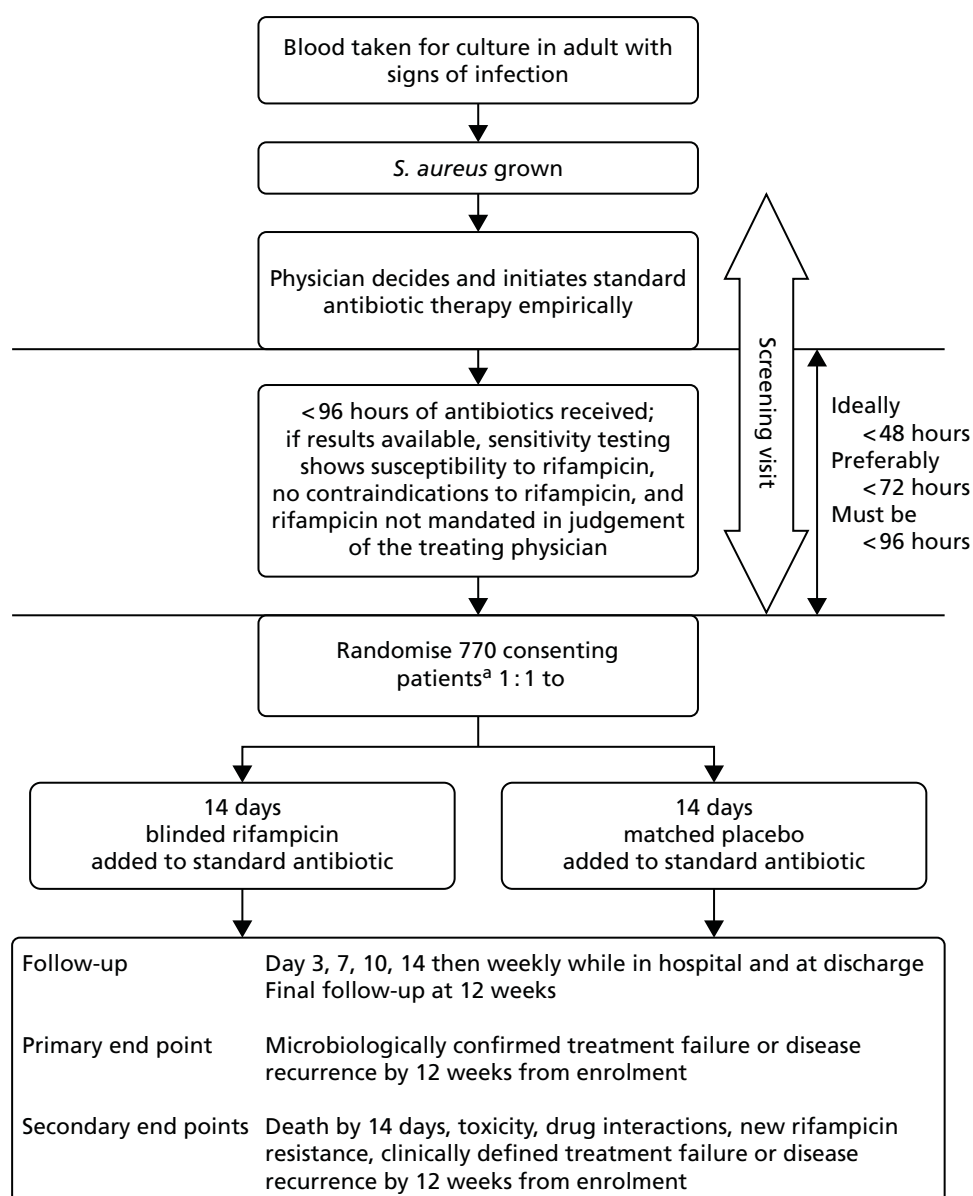 Blood taken for culture in adult with
signs of infection
S. aureus grown
Physician decides and initiates standard
antibiotic therapy empirically
Screening visit
<96 hours of antibiotics received;
if results available, sensitivity testing
shows susceptibility to rifampicin,
no contraindications to rifampicin, and
rifampicin not mandated in judgement
of the treating physician
Ideally
<48 hours
Preferably
<72 hours
Must be
<96 hours
Randomise 770 consenting
patientsᵃ 1:1 to
14 days
blinded rifampicin
added to standard antibiotic
14 days
matched placebo
added to standard antibiotic
Follow-up Day 3, 7, 10, 14 then weekly while in hospital and at discharge
Final follow-up at 12 weeks
Primary end point Microbiologically confirmed treatment failure or disease
recurrence by 12 weeks from enrolment
Secondary end points Death by 14 days, toxicity, drug interactions, new rifampicin
resistance, clinically defined treatment failure or disease
recurrence by 12 weeks from enrolment